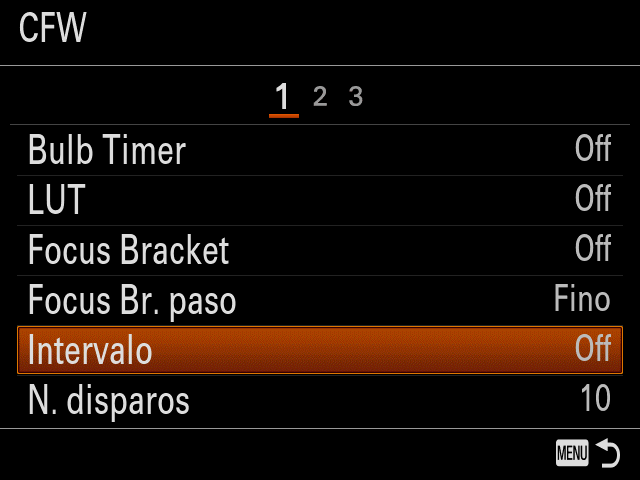 CFW
1 2 3
Bulb Timer Off
LUT Off
Focus Bracket Off
Focus Br. paso Fino
Intervalo Off
N. disparos 10
MENU